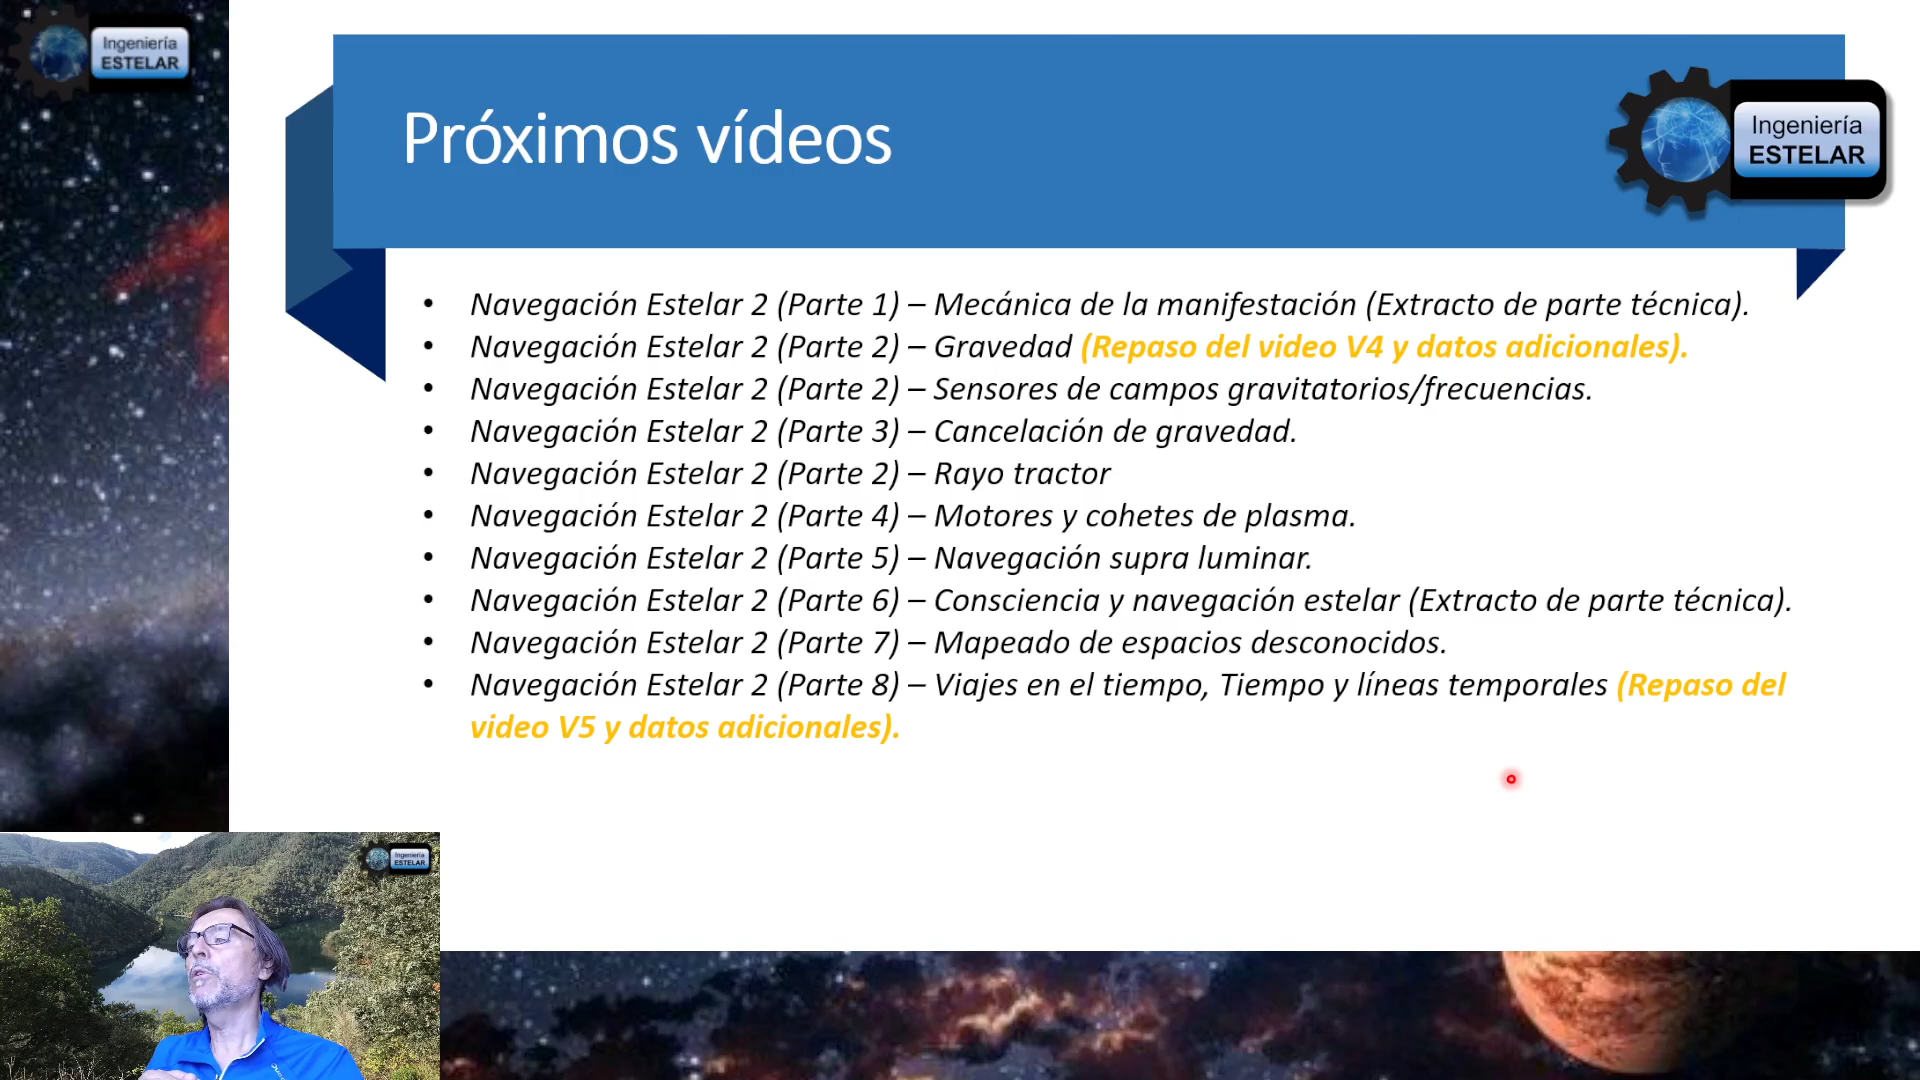 Ingeniería
ESTELAR
Próximos vídeos
Ingeniería
ESTELAR
• Navegación Estelar 2 (Parte 1) – Mecánica de la manifestación (Extracto de parte técnica).
• Navegación Estelar 2 (Parte 2) – Gravedad (Repaso del video V4 y datos adicionales).
• Navegación Estelar 2 (Parte 2) – Sensores de campos gravitatorios/frecuencias.
• Navegación Estelar 2 (Parte 3) – Cancelación de gravedad.
• Navegación Estelar 2 (Parte 2) – Rayo tractor
• Navegación Estelar 2 (Parte 4) – Motores y cohetes de plasma.
• Navegación Estelar 2 (Parte 5) – Navegación supra luminar.
• Navegación Estelar 2 (Parte 6) – Consciencia y navegación estelar (Extracto de parte técnica).
• Navegación Estelar 2 (Parte 7) – Mapeado de espacios desconocidos.
• Navegación Estelar 2 (Parte 8) – Viajes en el tiempo, Tiempo y líneas temporales (Repaso del
video V5 y datos adicionales).
Ingeniería
ESTELAR